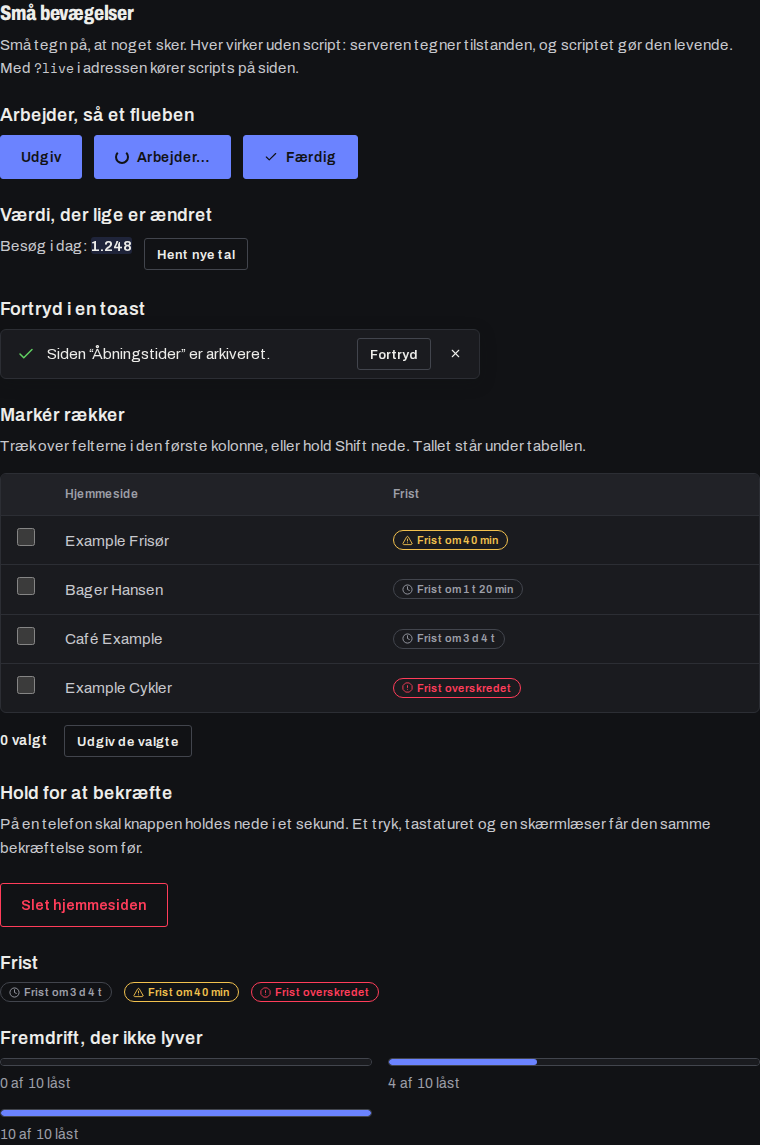 Små bevægelser
Små tegn på, at noget sker. Hver virker uden script: serveren tegner tilstanden, og scriptet gør den levende.
Med ?live i adressen kører scripts på siden.
Arbejder, så et flueben
Udgiv
Arbejder…
Færdig
Værdi, der lige er ændret
Besøg i dag: 1.248
Hent nye tal
Fortryd i en toast
Siden “Åbningstider” er arkiveret.
Fortryd
×
Markér rækker
Træk over felterne i den første kolonne, eller hold Shift nede. Tallet står under tabellen.
Hjemmeside Frist
Example Frisør Frist om 40 min
Bager Hansen Frist om 1 t 20 min
Café Example Frist om 3 d 4 t
Example Cykler Frist overskredet
0 valgt Udgiv de valgte
Hold for at bekræfte
På en telefon skal knappen holdes nede i et sekund. Et tryk, tastaturet og en skærmlæser får den samme
bekræftelse som før.
Slet hjemmesiden
Frist
Frist om 3 d 4 t Frist om 40 min Frist overskredet
Fremdrift, der ikke lyver
0 af 10 låst 4 af 10 låst
10 af 10 låst